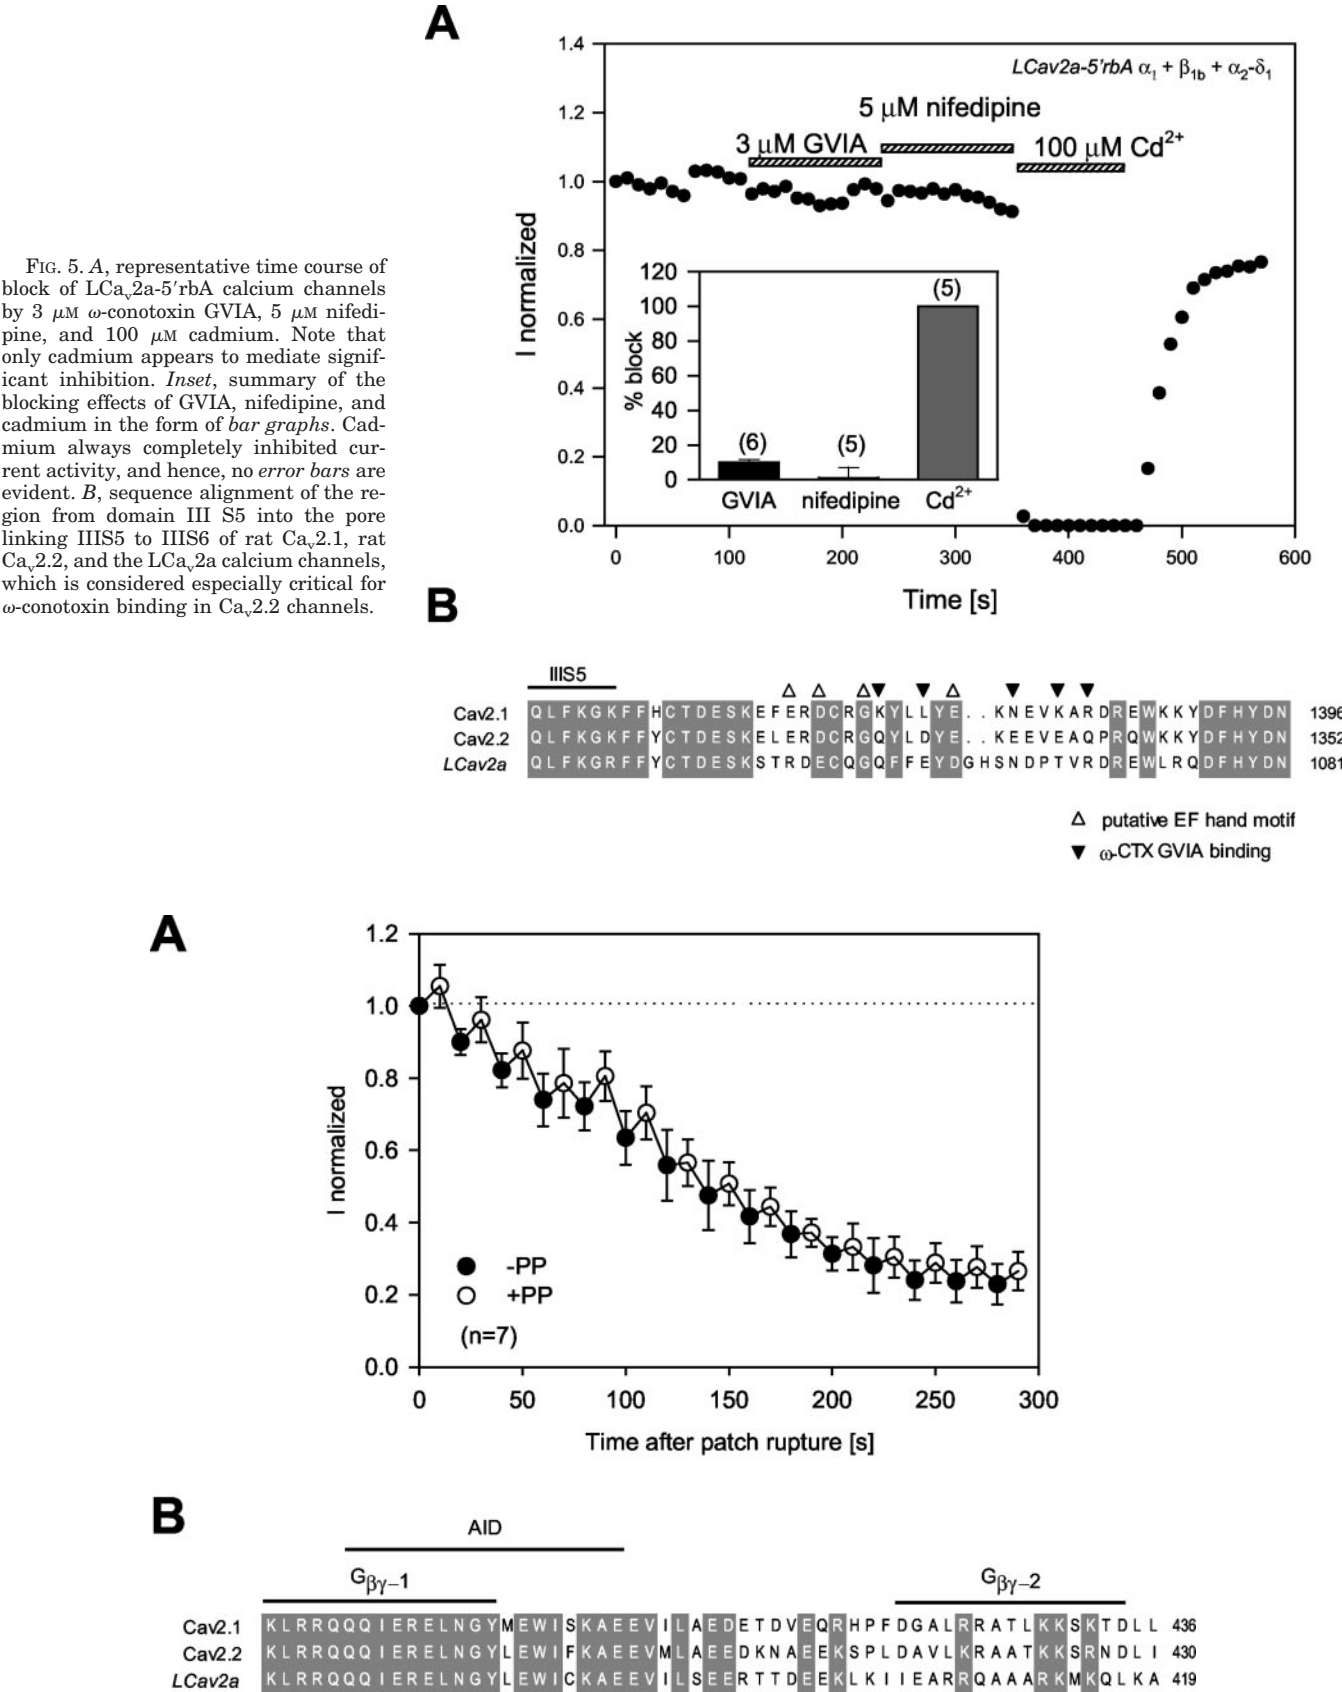 A
1.4
1.2
1.0
0.8
0.6
0.4
0.2
0.0
I normalized
LCav2a-5'rbA α1 + β1b + α2-δ1
5 μM nifedipine
3 μM GVIA
100 μM Cd2+
120
100
80
60
40
20
0
% block
(6)
(5)
(5)
GVIA nifedipine Cd2+
0 100 200 300 400 500 600
Time [s]
FIG. 5. A, representative time course of
block of LCav2a-5′rbA calcium channels
by 3 μM ω-conotoxin GVIA, 5 μM nifedi-
pine, and 100 μM cadmium. Note that
only cadmium appears to mediate signif-
icant inhibition. Inset, summary of the
blocking effects of GVIA, nifedipine, and
cadmium in the form of bar graphs. Cad-
mium always completely inhibited cur-
rent activity, and hence, no error bars are
evident. B, sequence alignment of the re-
gion from domain III S5 into the pore
linking IIIS5 to IIIS6 of rat Cav2.1, rat
Cav2.2, and the LCav2a calcium channels,
which is considered especially critical for
ω-conotoxin binding in Cav2.2 channels.
B
IIIS5
Cav2.1 QLFKGKFFHCTDESKEFERDCRGKYLLYE..KNEVKARDREWKKYDFHYDN 1396
Cav2.2 QLFKGKFFYCTDESKELERDCRGQYLDYE..KEEVEAQPRQWKKYDFHYDN 1352
LCav2a QLFKGRFFYCTDESKSTRDECQGQFFEYDGHSNDPTVRDREWLRQDFHYDN 1081
△ putative EF hand motif
▼ ω-CTX GVIA binding
A
1.2
1.0
0.8
0.6
0.4
0.2
0.0
I normalized
-PP
+PP
(n=7)
0 50 100 150 200 250 300
Time after patch rupture [s]
B
AID
Gβγ–1
Gβγ–2
Cav2.1 KLRRQQQIERELNGYMEWISKAEEVILAEDETDVEQRHPFDGALRRATLKKSKTDLL 436
Cav2.2 KLRRQQQIERELNGYLEWIFKAEEVMLAEEDKNAEEKSPLDAVLKRAATKKSRNDLI 430
LCav2a KLRRQQQIERELNGYLEWICKAEEVILSEERTTDEEKLKIIEARRQAAARKMKQLKA 419